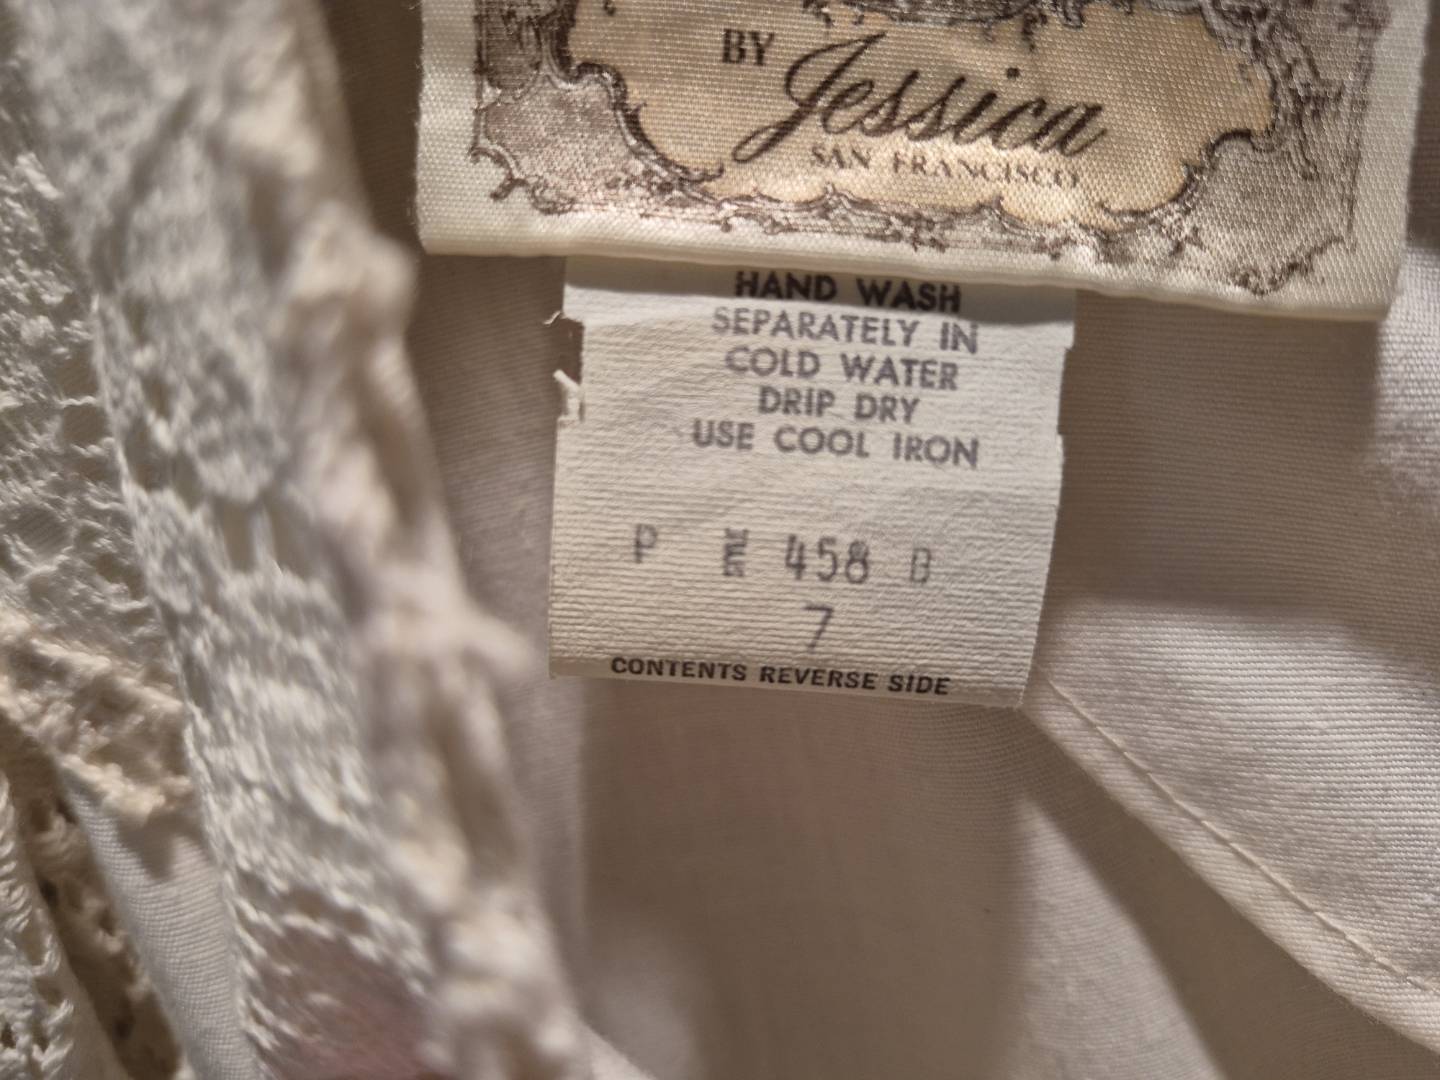 BY Jessica
SAN FRANCISCO
HAND WASH
SEPARATELY IN
COLD WATER
DRIP DRY
USE COOL IRON
P 458 B
7
CONTENTS REVERSE SIDE